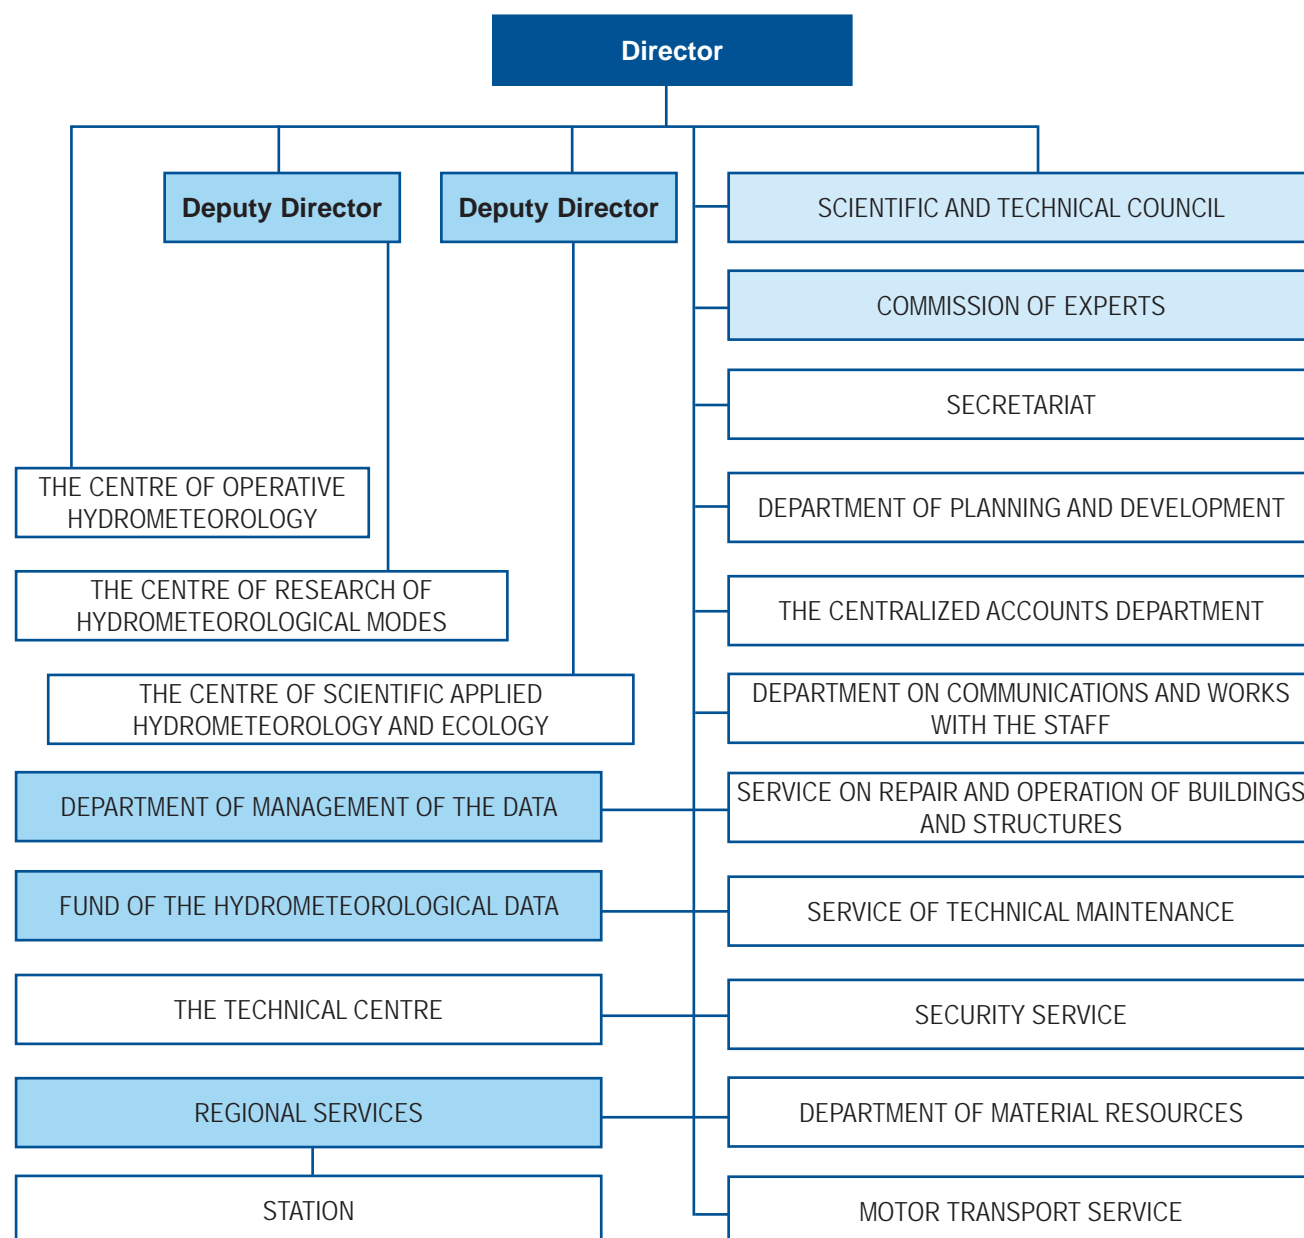 Director
Deputy Director
Deputy Director
SCIENTIFIC AND TECHNICAL COUNCIL
COMMISSION OF EXPERTS
SECRETARIAT
THE CENTRE OF OPERATIVE
HYDROMETEOROLOGY
DEPARTMENT OF PLANNING AND DEVELOPMENT
THE CENTRE OF RESEARCH OF
HYDROMETEOROLOGICAL MODES
THE CENTRALIZED ACCOUNTS DEPARTMENT
THE CENTRE OF SCIENTIFIC APPLIED
HYDROMETEOROLOGY AND ECOLOGY
DEPARTMENT ON COMMUNICATIONS AND WORKS
WITH THE STAFF
DEPARTMENT OF MANAGEMENT OF THE DATA
SERVICE ON REPAIR AND OPERATION OF BUILDINGS
AND STRUCTURES
FUND OF THE HYDROMETEOROLOGICAL DATA
SERVICE OF TECHNICAL MAINTENANCE
THE TECHNICAL CENTRE
SECURITY SERVICE
REGIONAL SERVICES
DEPARTMENT OF MATERIAL RESOURCES
STATION
MOTOR TRANSPORT SERVICE